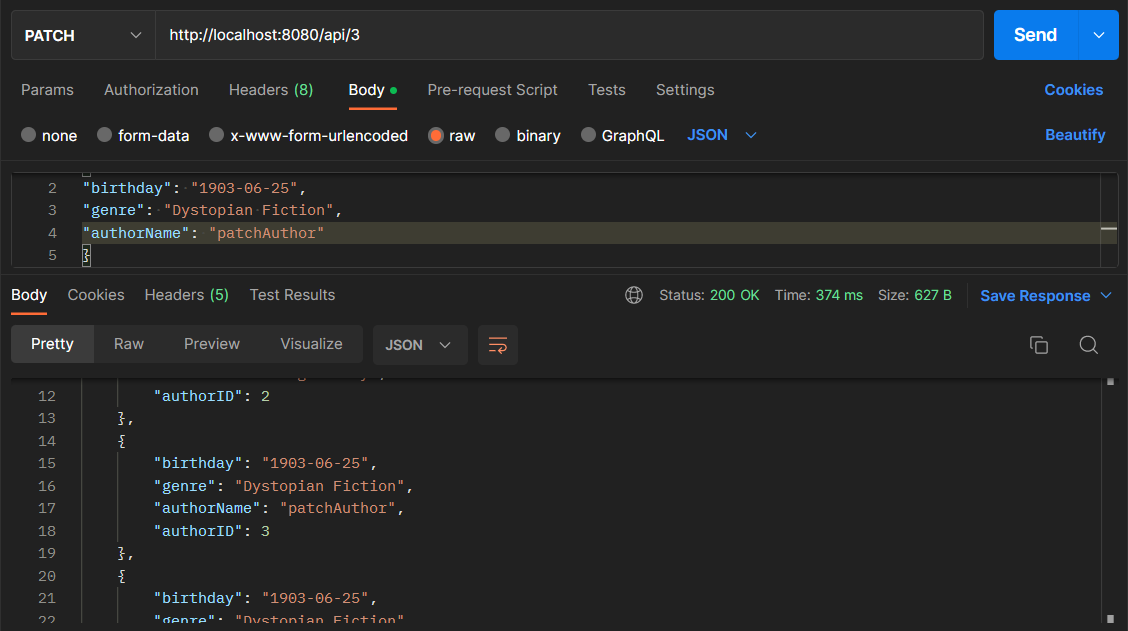 PATCH http://localhost:8080/api/3 Send
Params Authorization Headers (8) Body Pre-request Script Tests Settings Cookies
none form-data x-www-form-urlencoded raw binary GraphQL JSON Beautify
2 "birthday": "1903-06-25",
3 "genre": "Dystopian Fiction",
4 "authorName": "patchAuthor"
5 }
Body Cookies Headers (5) Test Results Status: 200 OK Time: 374 ms Size: 627 B Save Response
Pretty Raw Preview Visualize JSON
12 "authorID": 2
13 },
14 {
15 "birthday": "1903-06-25",
16 "genre": "Dystopian Fiction",
17 "authorName": "patchAuthor",
18 "authorID": 3
19 },
20 {
21 "birthday": "1903-06-25",
22 "genre": "Dystopian Fiction"